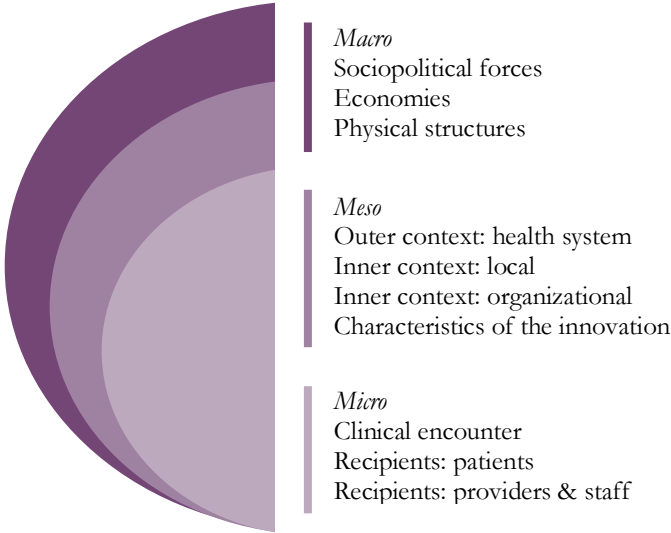 Macro
Sociopolitical forces
Economies
Physical structures
Meso
Outer context: health system
Inner context: local
Inner context: organizational
Characteristics of the innovation
Micro
Clinical encounter
Recipients: patients
Recipients: providers & staff